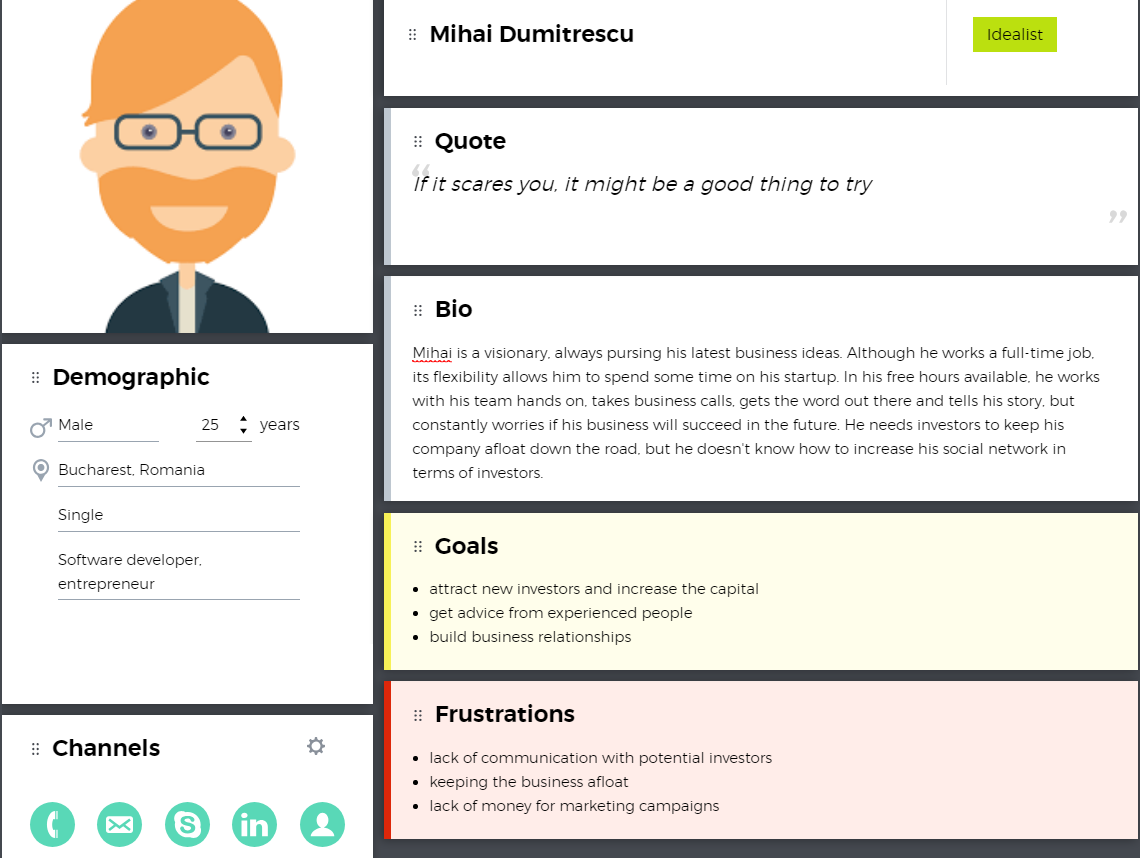 Mihai Dumitrescu
Idealist
Quote
“
If it scares you, it might be a good thing to try
”
Bio
Mihai is a visionary, always pursing his latest business ideas. Although he works a full-time job,
its flexibility allows him to spend some time on his startup. In his free hours available, he works
with his team hands on, takes business calls, gets the word out there and tells his story, but
constantly worries if his business will succeed in the future. He needs investors to keep his
company afloat down the road, but he doesn't know how to increase his social network in
terms of investors.
Goals
• attract new investors and increase the capital
• get advice from experienced people
• build business relationships
Frustrations
• lack of communication with potential investors
• keeping the business afloat
• lack of money for marketing campaigns
Demographic
Male 25 years
Bucharest, Romania
Single
Software developer,
entrepreneur
Channels
S in